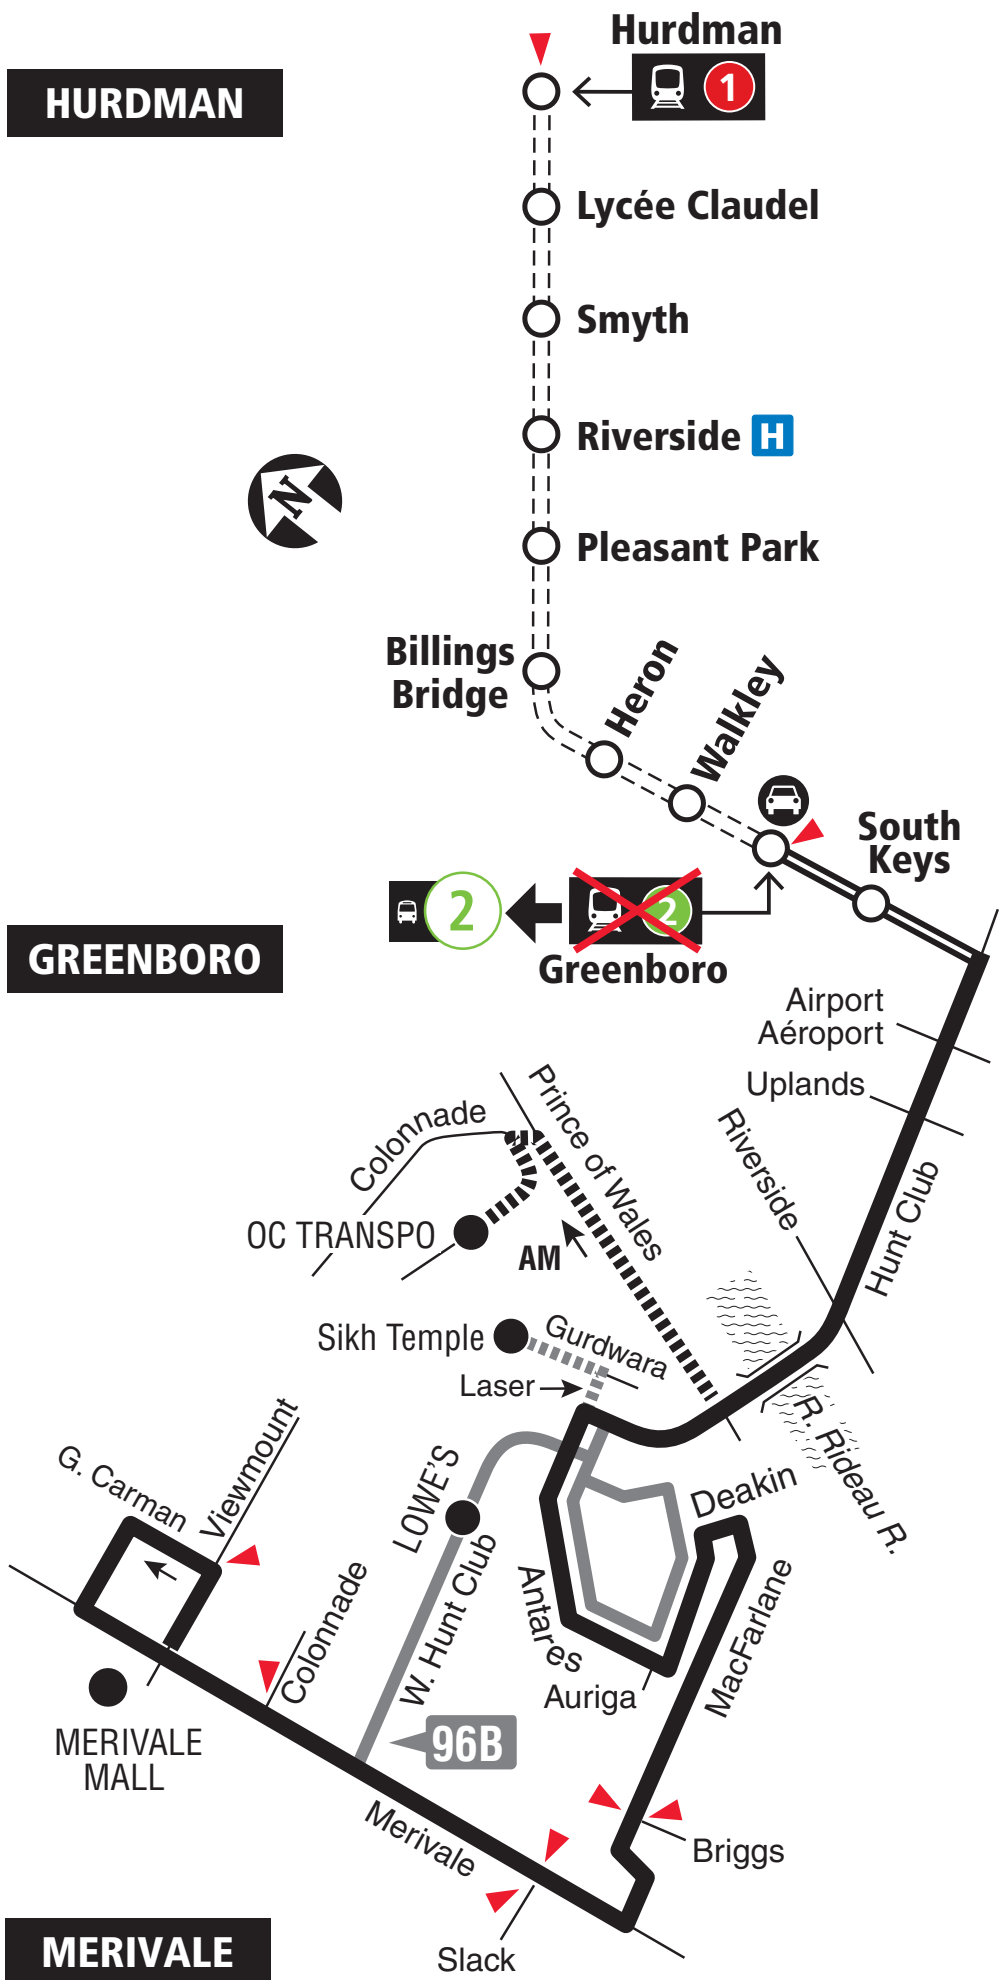 Hurdman
1
HURDMAN
Lycée Claudel
Smyth
Riverside H
N
Pleasant Park
Billings
Bridge
Heron
Walkley
South
Keys
2
2
Greenboro
GREENBORO
Airport
Aéroport
Uplands
Prince of Wales
Colonnade
Riverside
Hunt Club
OC TRANSPO
AM
Sikh Temple
Gurdwara
Laser
R. Rideau R.
G. Carman
Viewmount
LOWE'S
Deakin
W. Hunt Club
Antares
Colonnade
MacFarlane
Auriga
MERIVALE
MALL
96B
Merivale
Briggs
MERIVALE
Slack